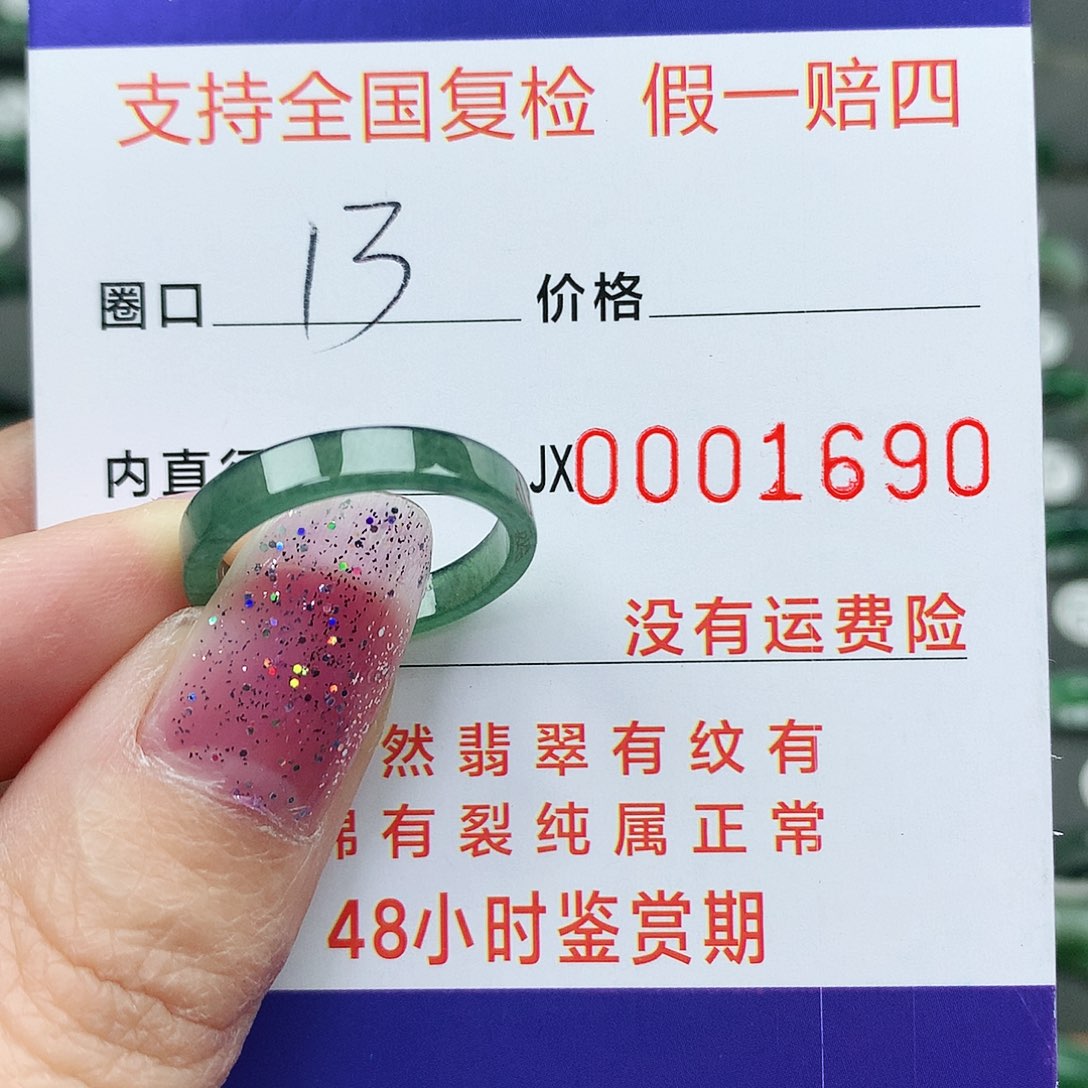 支持全国复检 假一赔四
圈口 13 价格
内直 JX0001690
没有运费险
然翡翠有纹有
有裂纯属正常
48小时鉴赏期